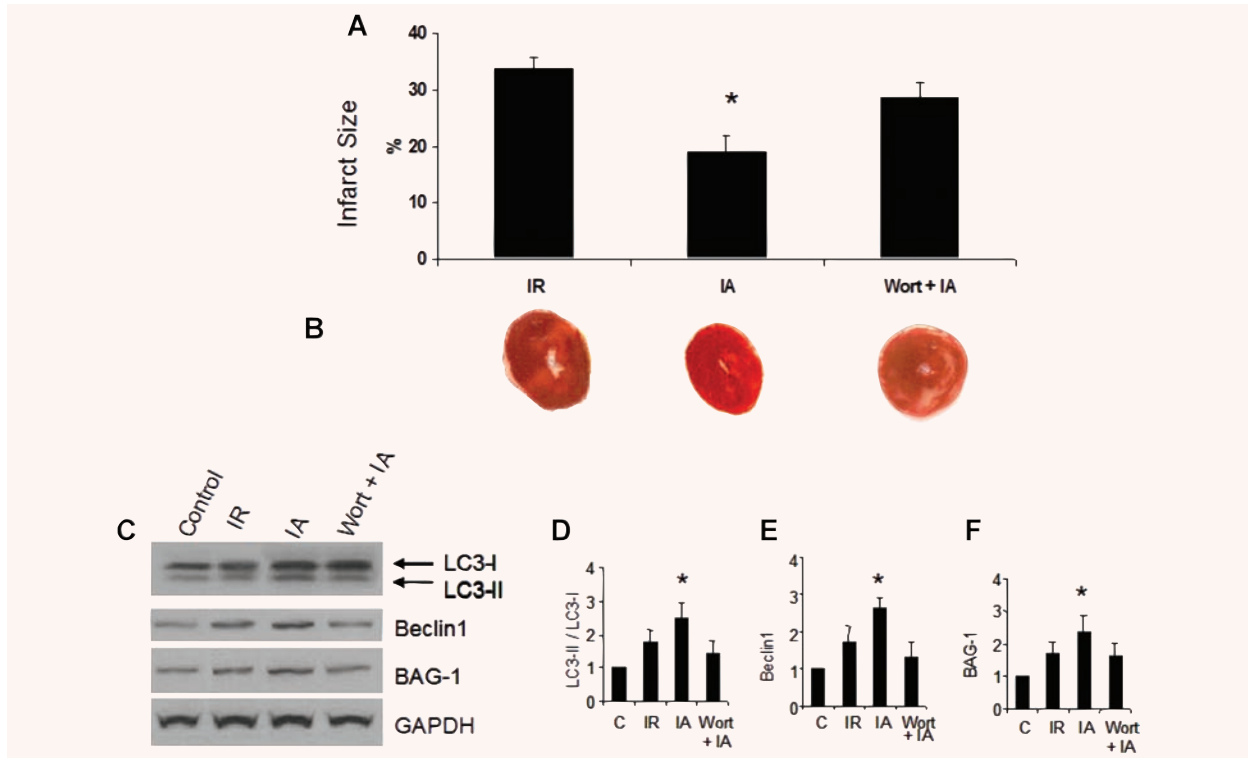 A
Infarct Size
%
40
30
20
10
0
*
IR IA Wort + IA
B
C
Control IR IA Wort + IA
LC3-I
LC3-II
Beclin1
BAG-1
GAPDH
D
LC3-II / LC3-I
4
3
2
1
0
*
C IR IA Wort
+ IA
E
Beclin1
4
3
2
1
0
*
C IR IA Wort
+ IA
F
BAG-1
4
3
2
1
0
*
C IR IA Wort
+ IA